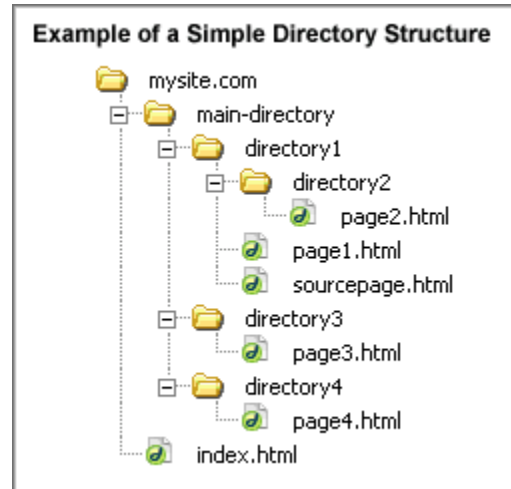 Example of a Simple Directory Structure
mysite.com
main-directory
directory1
directory2
page2.html
page1.html
sourcepage.html
directory3
page3.html
directory4
page4.html
index.html